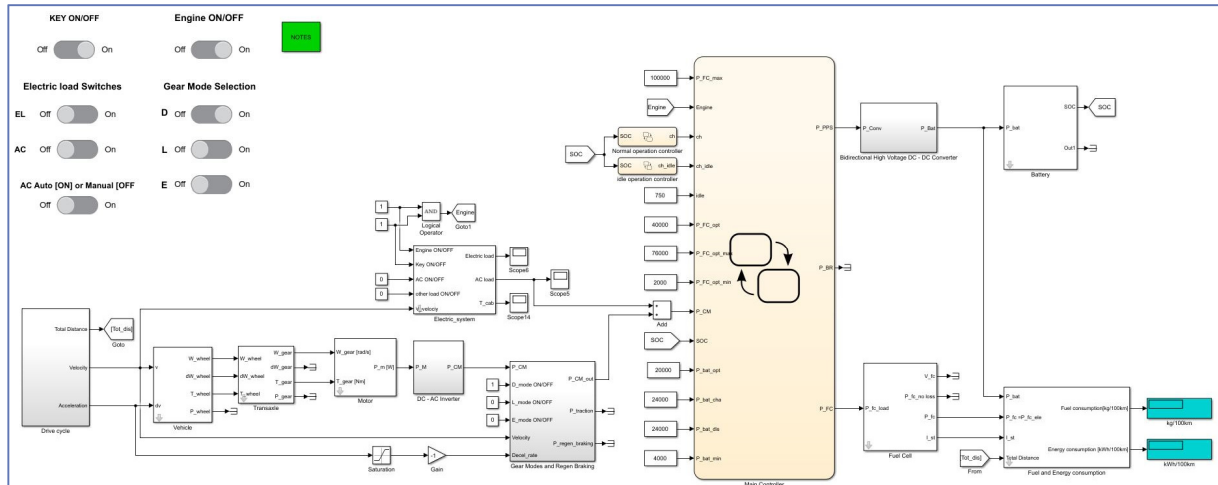 KEY ON/OFF
Engine ON/OFF
NOTES
Off On
Off On
Electric load Switches
Gear Mode Selection
EL Off On
D Off On
AC Off On
L Off On
AC Auto [ON] or Manual [OFF
E Off On
Off On
100000
P_FC_max
Engine
Engine
SOC
SOC ch
ch
Normal operation controller
SOC ch_idle
ch_idle
idle operation controller
750
idle
40000
P_FC_opt
76000
P_FC_opt_max
2000
P_FC_opt_min
Add
P_CM
SOC
SOC
20000
P_bat_opt
24000
P_bat_cha
24000
P_bat_dis
4000
P_bat_min
P_PPS
P_BR
P_FC
Main Controller
P_Conv P_Bat
Bidirectional High Voltage DC - DC Converter
P_bat
SOC
Out1
Battery
SOC
1
1
AND
Logical
Operator
Engine
Goto1
Engine ON/OFF
Key ON/OFF
0
AC ON/OFF
0
other load ON/OFF
velociy
Electric load
AC load
T_cab
Electric_system
Scope6
Scope5
Scope14
Total Distance
Velocity
Acceleration
Drive cycle
[Tot_dis]
Goto
v
dv
W_wheel
dW_wheel
T_wheel
P_wheel
Vehicle
W_wheel
dW_wheel
T_wheel
W_gear
dW_gear
T_gear
P_gear
Transaxle
W_gear [rad/s]
T_gear [Nm]
P_m [W]
Motor
P_M P_CM
DC - AC Inverter
P_CM
1
D_mode ON/OFF
0
L_mode ON/OFF
0
E_mode ON/OFF
Velocity
Decel_rate
P_CM_out
P_traction
P_regen_braking
Gear Modes and Regen Braking
Saturation
-1
Gain
P_fc_load
V_fc
P_fc_no loss
P_fc
I_st
Fuel Cell
P_bat
P_fc =P_fc_ele
I_st
Total Distance
Tot_dis]
From
Fuel consumption[kg/100km]
Energy consumption [kWh/100km]
Fuel and Energy consumption
kg/100km
kWh/100km